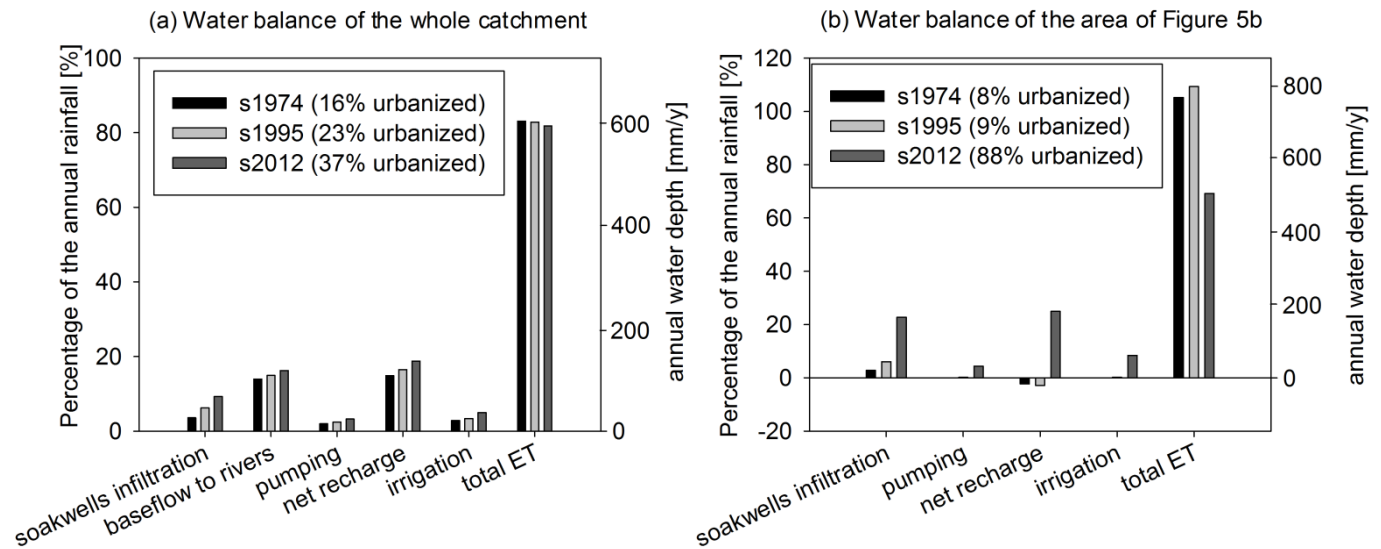 (a) Water balance of the whole catchment
Percentage of the annual rainfall [%]
100
80
60
40
20
0
s1974 (16% urbanized)
s1995 (23% urbanized)
s2012 (37% urbanized)
600
400
200
0
annual water depth [mm/y]
soakwells infiltration
baseflow to rivers
pumping
net recharge
irrigation
total ET
(b) Water balance of the area of Figure 5b
Percentage of the annual rainfall [%]
120
100
80
60
40
20
0
-20
s1974 (8% urbanized)
s1995 (9% urbanized)
s2012 (88% urbanized)
800
600
400
200
0
annual water depth [mm/y]
soakwells infiltration
pumping
net recharge
irrigation
total ET